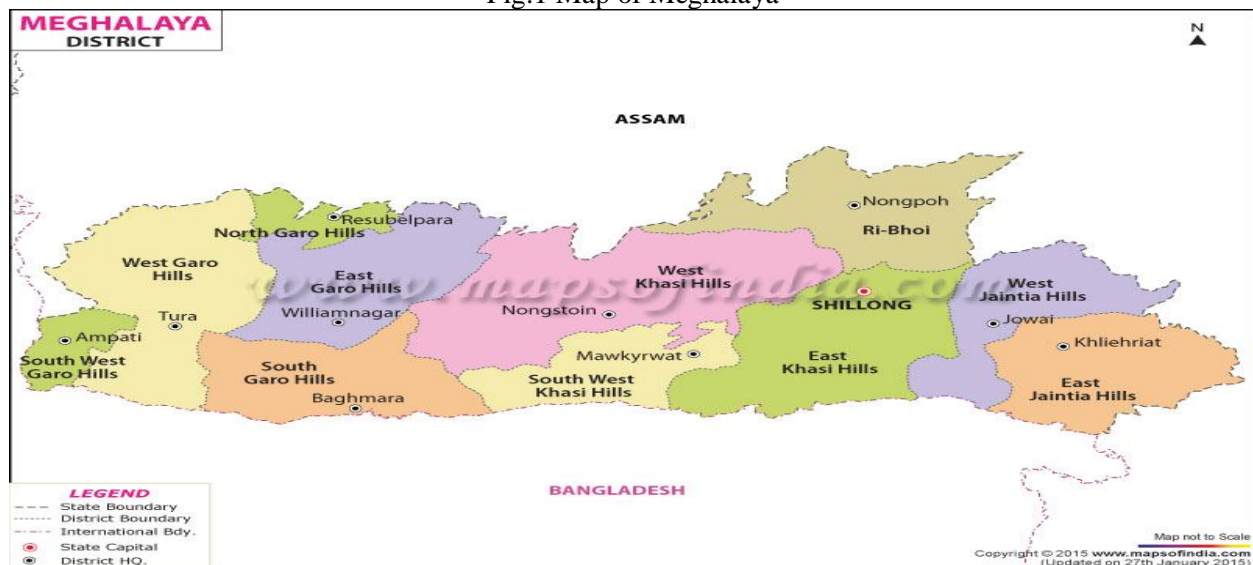 Fig.1 Map of Meghalaya
MEGHALAYA
DISTRICT
N
ASSAM
Nongpoh
Resubelpara
North Garo Hills
Ri-Bhoi
West Garo
Hills
East
Garo Hills
West
Khasi Hills
West
Jaintia Hills
www.mapsofindia.com
SHILLONG
Tura
Williamnagar
Nongstoin
Jowai
Ampati
Khliehriat
South West
Garo Hills
South
Garo Hills
Mawkyrwat
East
Khasi Hills
South West
Khasi Hills
East
Jaintia Hills
Baghmara
BANGLADESH
LEGEND
State Boundary
District Boundary
International Bdy.
State Capital
District HQ.
Map not to Scale
Copyright © 2015 www.mapsofindia.com
(Updated on 27th January 2015)